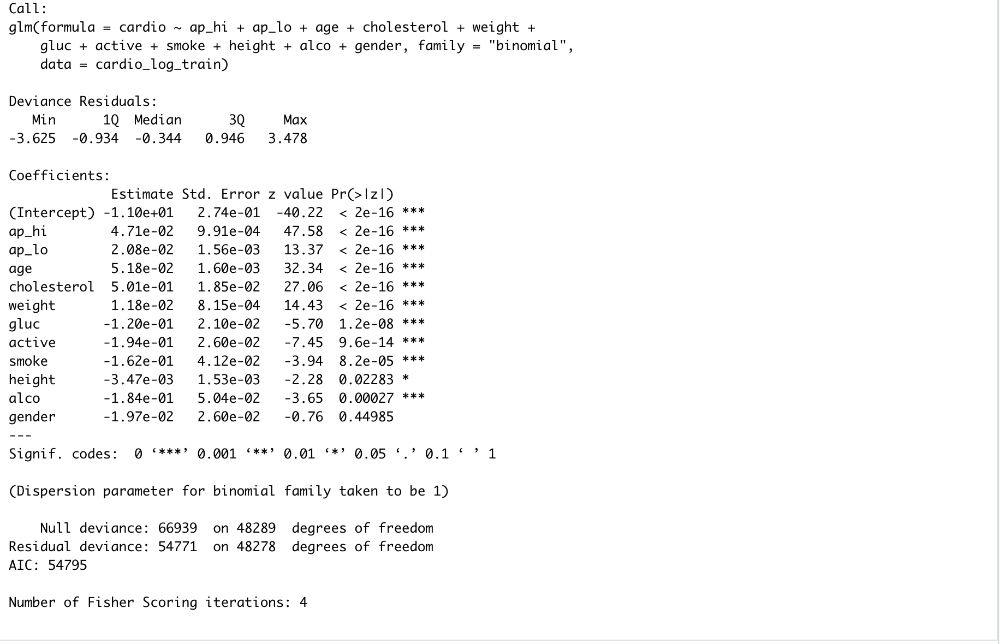 Call:
glm(formula = cardio ~ ap_hi + ap_lo + age + cholesterol + weight +
    gluc + active + smoke + height + alco + gender, family = "binomial",
    data = cardio_log_train)

Deviance Residuals:
   Min      1Q  Median      3Q     Max
-3.625  -0.934  -0.344   0.946   3.478

Coefficients:
             Estimate Std. Error z value Pr(>|z|)
(Intercept) -1.10e+01   2.74e-01  -40.22  < 2e-16 ***
ap_hi        4.71e-02   9.91e-04   47.58  < 2e-16 ***
ap_lo        2.08e-02   1.56e-03   13.37  < 2e-16 ***
age          5.18e-02   1.60e-03   32.34  < 2e-16 ***
cholesterol  5.01e-01   1.85e-02   27.06  < 2e-16 ***
weight       1.18e-02   8.15e-04   14.43  < 2e-16 ***
gluc        -1.20e-01   2.10e-02   -5.70  1.2e-08 ***
active      -1.94e-01   2.60e-02   -7.45  9.6e-14 ***
smoke       -1.62e-01   4.12e-02   -3.94  8.2e-05 ***
height      -3.47e-03   1.53e-03   -2.28  0.02283 *
alco        -1.84e-01   5.04e-02   -3.65  0.00027 ***
gender      -1.97e-02   2.60e-02   -0.76  0.44985
---
Signif. codes:  0 ‘***’ 0.001 ‘**’ 0.01 ‘*’ 0.05 ‘.’ 0.1 ‘ ’ 1

(Dispersion parameter for binomial family taken to be 1)

    Null deviance: 66939  on 48289  degrees of freedom
Residual deviance: 54771  on 48278  degrees of freedom
AIC: 54795

Number of Fisher Scoring iterations: 4